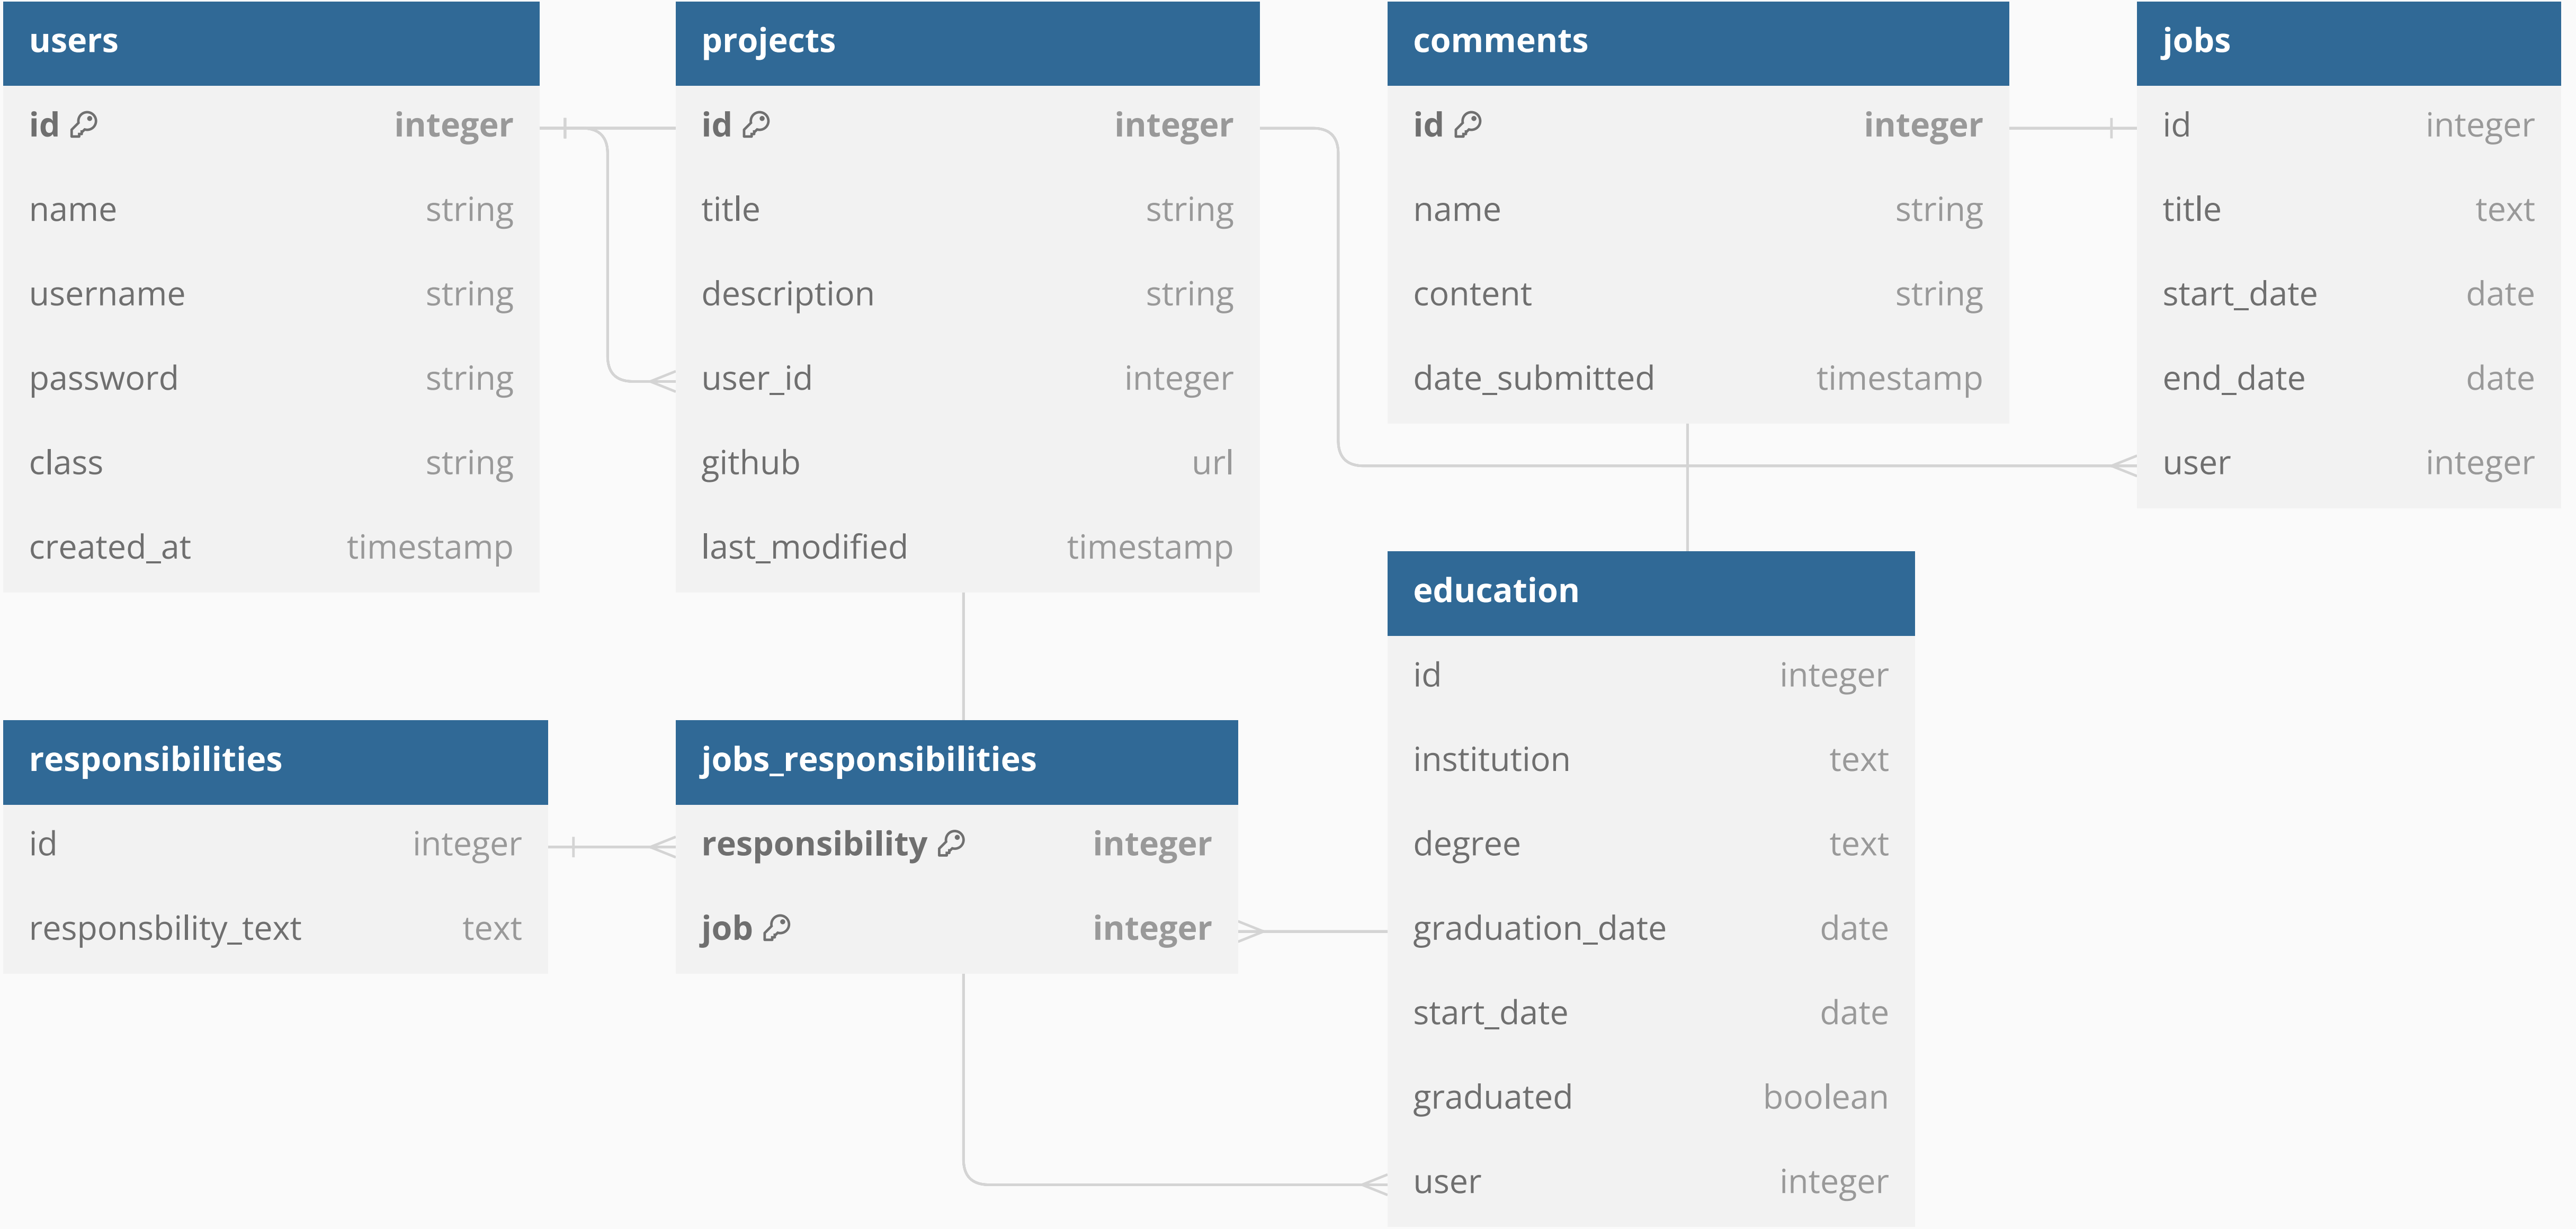 users
id integer
name string
username string
password string
class string
created_at timestamp
projects
id integer
title string
description string
user_id integer
github url
last_modified timestamp
comments
id integer
name string
content string
date_submitted timestamp
jobs
id integer
title text
start_date date
end_date date
user integer
responsibilities
id integer
responsbility_text text
jobs_responsibilities
responsibility integer
job integer
education
id integer
institution text
degree text
graduation_date date
start_date date
graduated boolean
user integer